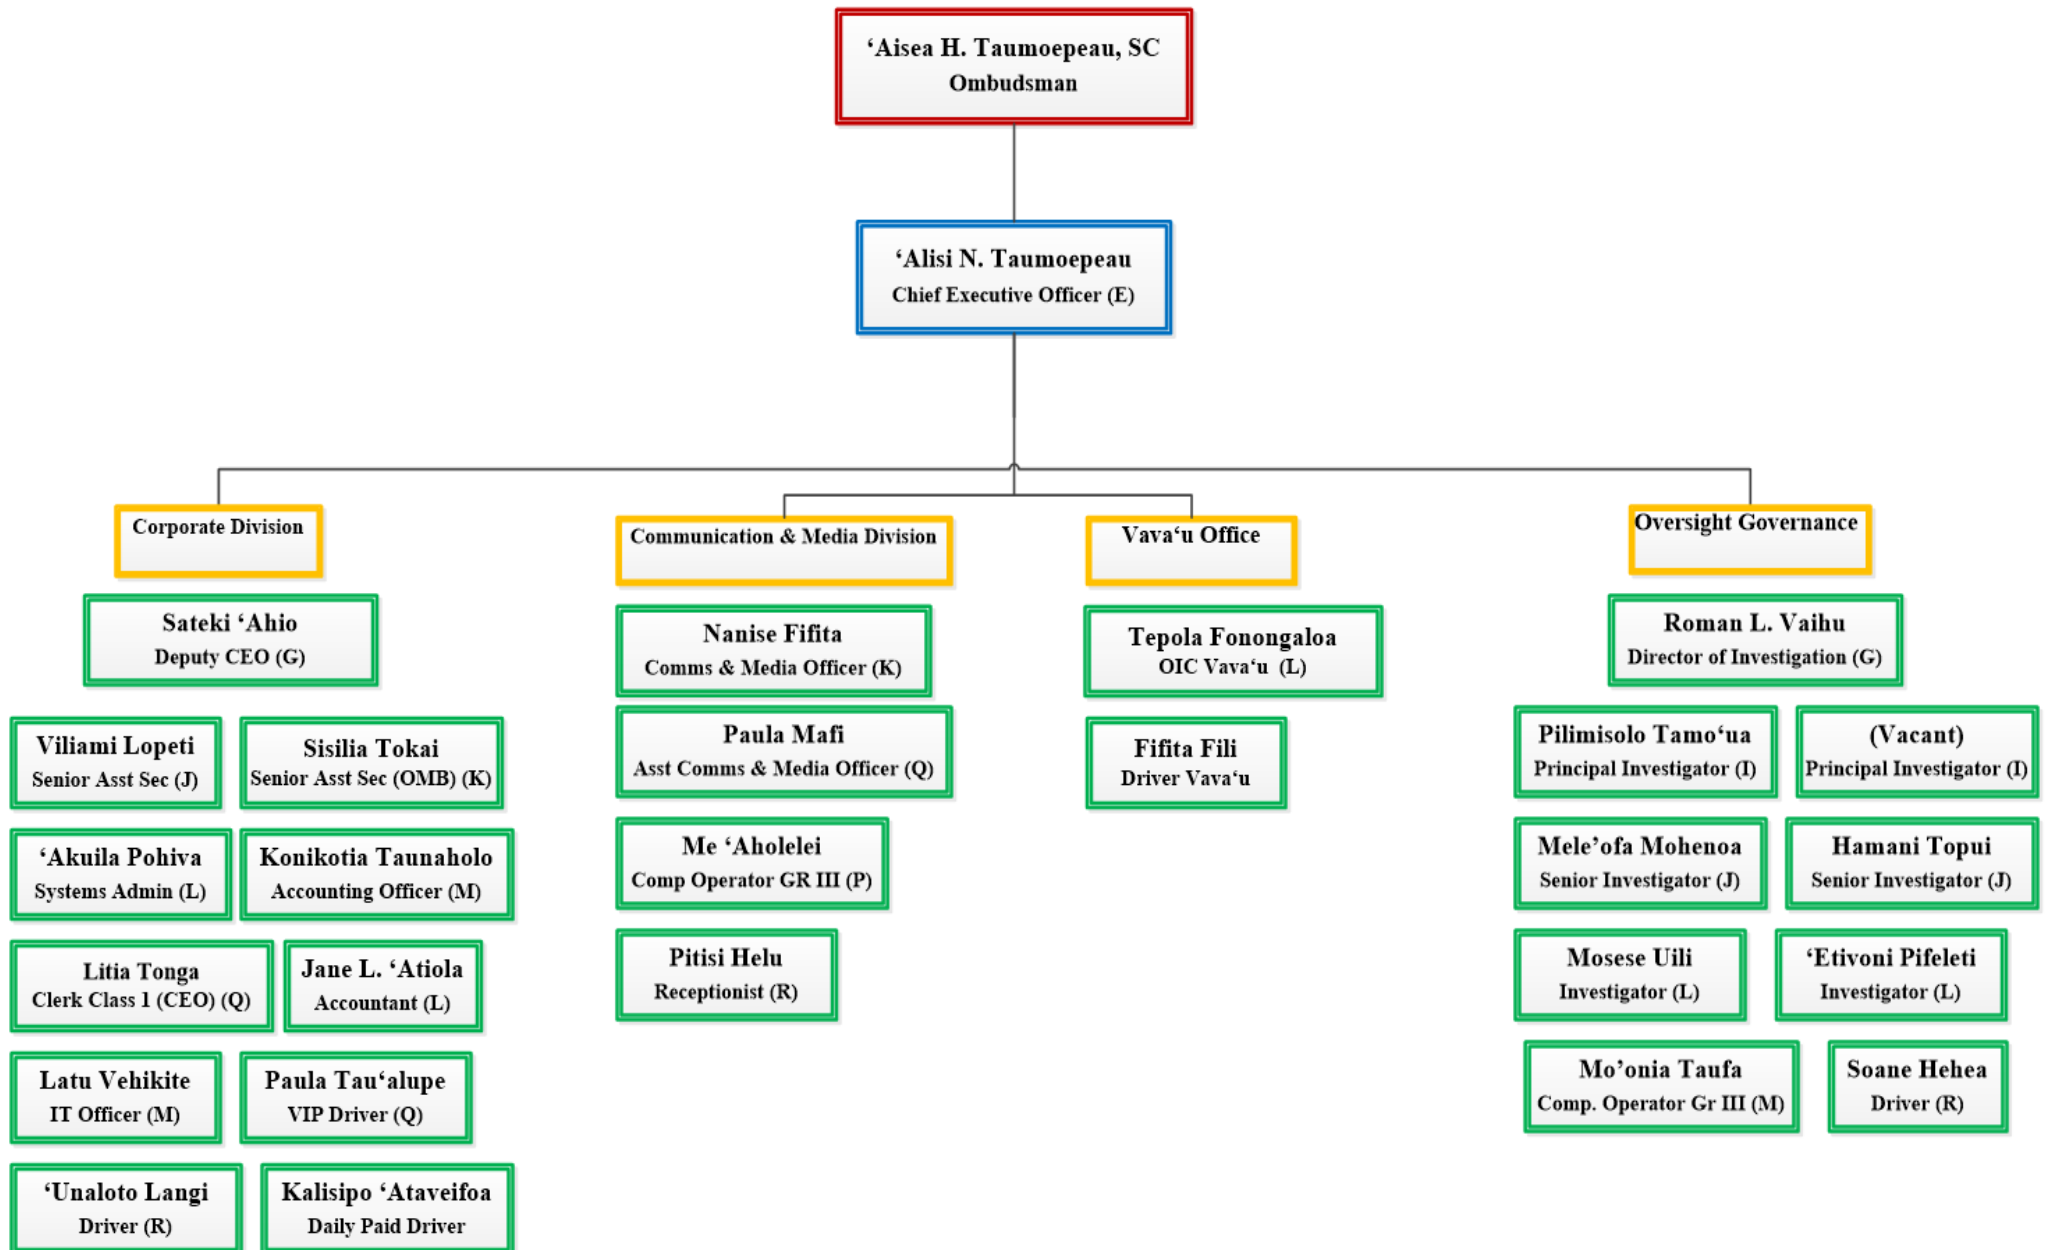 ‘Aisea H. Taumoepeau, SC
Ombudsman
‘Alisi N. Taumoepeau
Chief Executive Officer (E)
Corporate Division
Sateki ‘Ahio
Deputy CEO (G)
Viliami Lopeti
Senior Asst Sec (J)
Sisilia Tokai
Senior Asst Sec (OMB) (K)
‘Akuila Pohiva
Systems Admin (L)
Konikotia Taunaholo
Accounting Officer (M)
Litia Tonga
Clerk Class 1 (CEO) (Q)
Jane L. ‘Atiola
Accountant (L)
Latu Vehikite
IT Officer (M)
Paula Tau‘alupe
VIP Driver (Q)
‘Unaloto Langi
Driver (R)
Kalisipo ‘Ataveifoa
Daily Paid Driver
Communication & Media Division
Nanise Fifita
Comms & Media Officer (K)
Paula Mafi
Asst Comms & Media Officer (Q)
Me ‘Aholelei
Comp Operator GR III (P)
Pitisi Helu
Receptionist (R)
Vava‘u Office
Tepola Fonongaloa
OIC Vava‘u (L)
Fifita Fili
Driver Vava‘u
Oversight Governance
Roman L. Vaihu
Director of Investigation (G)
Pilimisolo Tamo‘ua
Principal Investigator (I)
(Vacant)
Principal Investigator (I)
Mele’ofa Mohenoa
Senior Investigator (J)
Hamani Topui
Senior Investigator (J)
Mosese Uili
Investigator (L)
‘Etivoni Pifeleti
Investigator (L)
Mo’onia Taufa
Comp. Operator Gr III (M)
Soane Hehea
Driver (R)